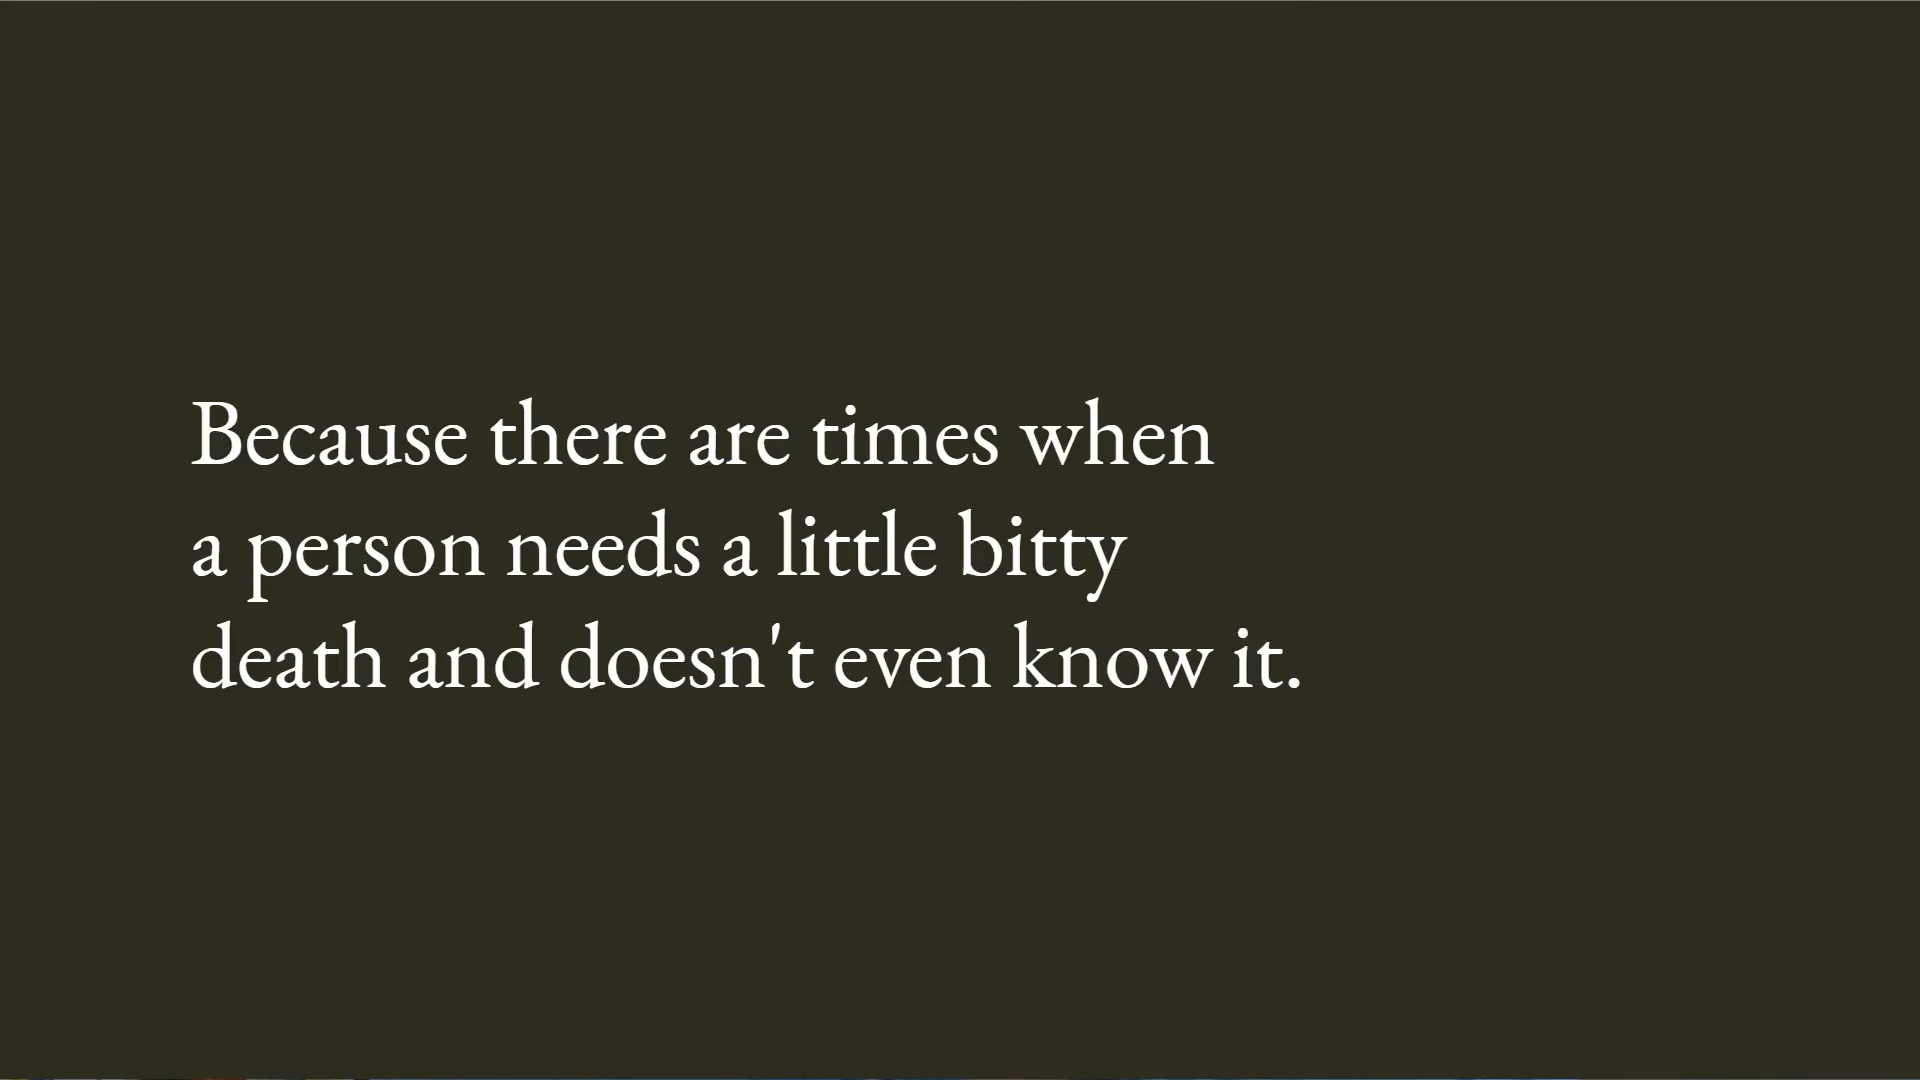 Because there are times when
a person needs a little bitty
death and doesn't even know it.